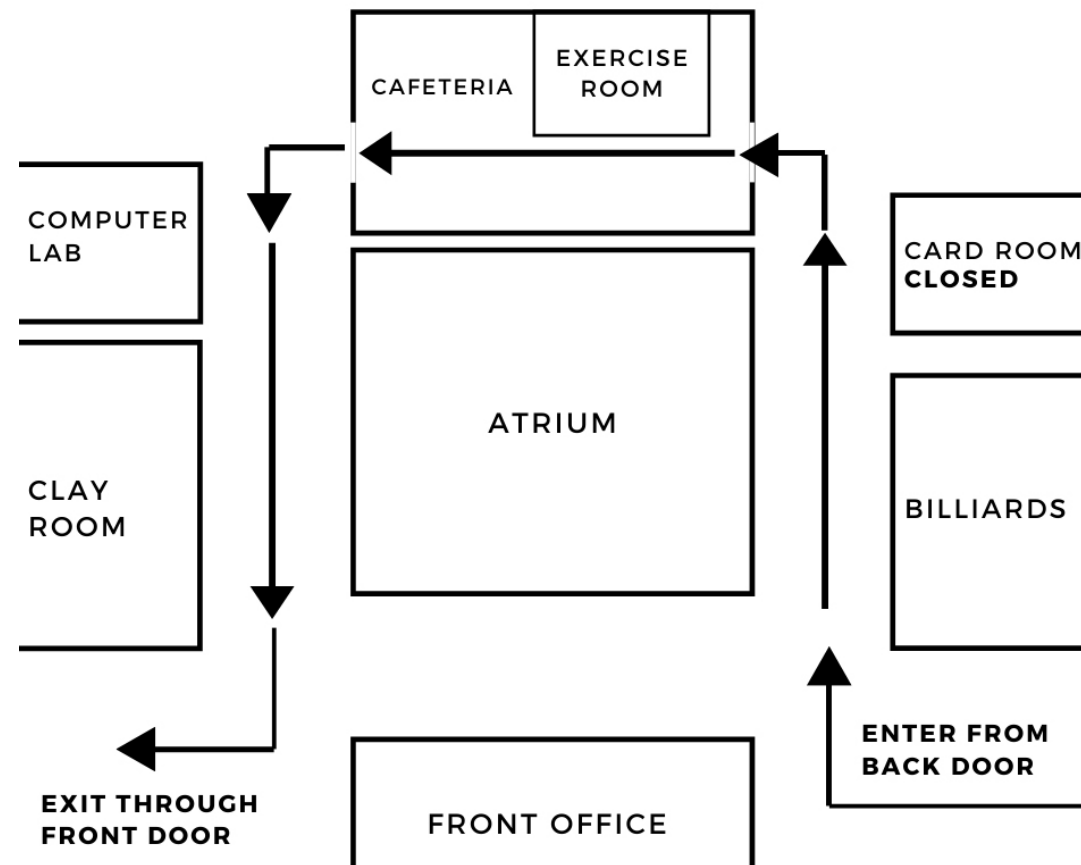 CAFETERIA
EXERCISE
ROOM
COMPUTER
LAB
CARD ROOM
CLOSED
ATRIUM
CLAY
ROOM
BILLIARDS
ENTER FROM
BACK DOOR
EXIT THROUGH
FRONT DOOR
FRONT OFFICE